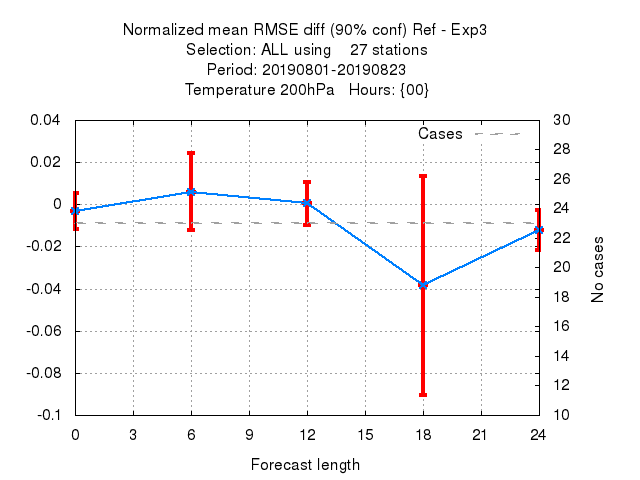 Normalized mean RMSE diff (90% conf) Ref - Exp3
Selection: ALL using    27 stations
Period: 20190801-20190823
Temperature 200hPa   Hours: {00}
Cases
0.04
0.02
0
-0.02
-0.04
-0.06
-0.08
-0.1
30
28
26
24
22
20
18
16
14
12
10
No cases
0 3 6 9 12 15 18 21 24
Forecast length